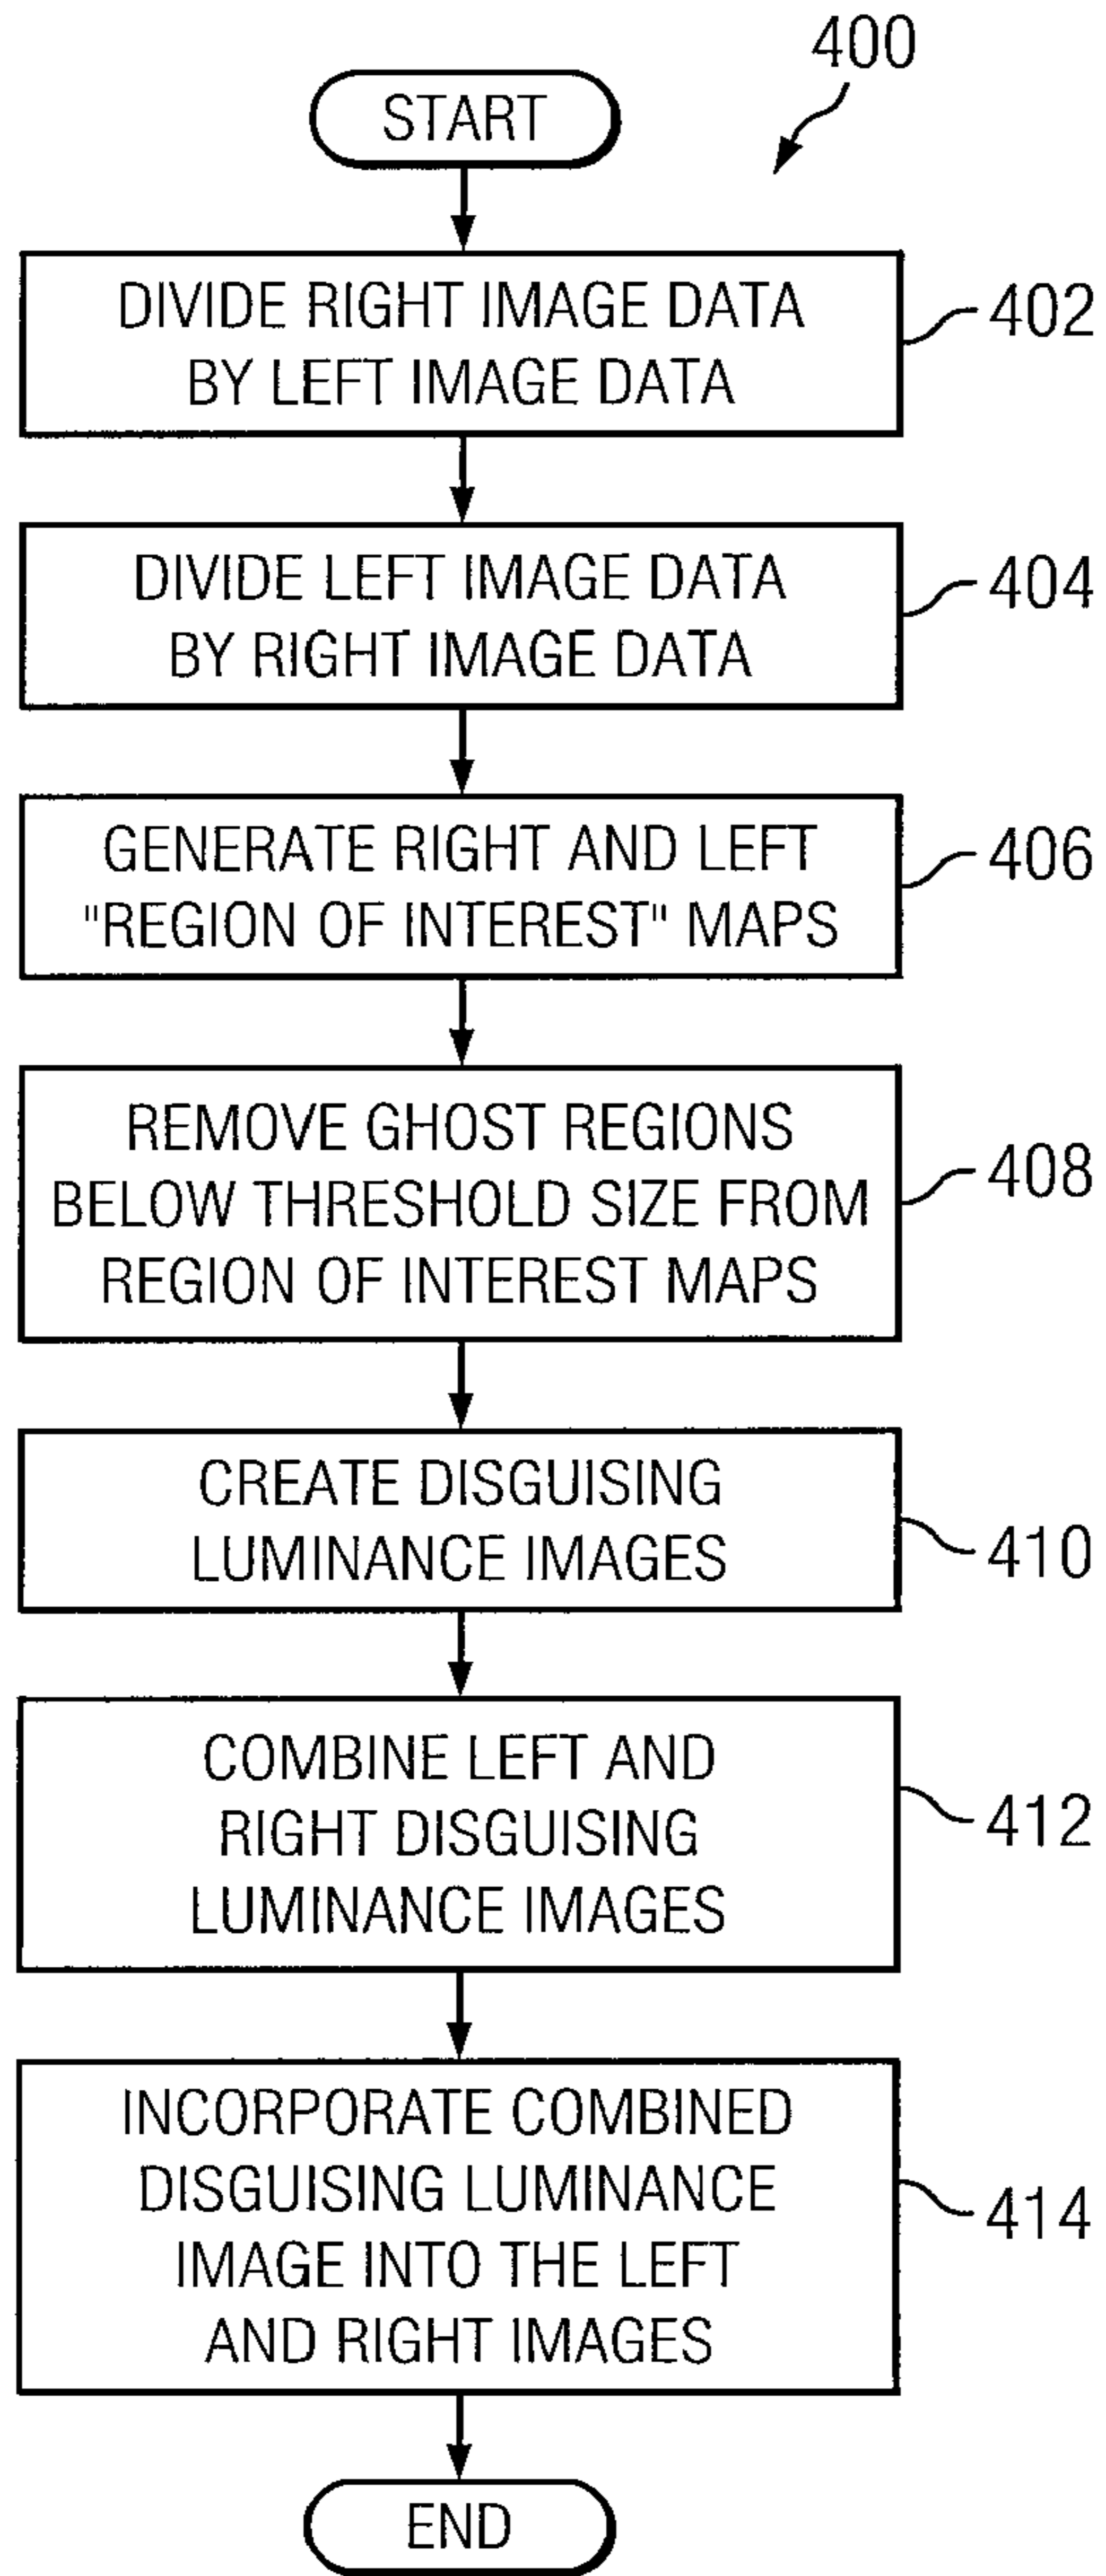 400
START
DIVIDE RIGHT IMAGE DATA
BY LEFT IMAGE DATA
402
DIVIDE LEFT IMAGE DATA
BY RIGHT IMAGE DATA
404
GENERATE RIGHT AND LEFT
"REGION OF INTEREST" MAPS
406
REMOVE GHOST REGIONS
BELOW THRESHOLD SIZE FROM
REGION OF INTEREST MAPS
408
CREATE DISGUISING
LUMINANCE IMAGES
410
COMBINE LEFT AND
RIGHT DISGUISING
LUMINANCE IMAGES
412
INCORPORATE COMBINED
DISGUISING LUMINANCE
IMAGE INTO THE LEFT
AND RIGHT IMAGES
414
END